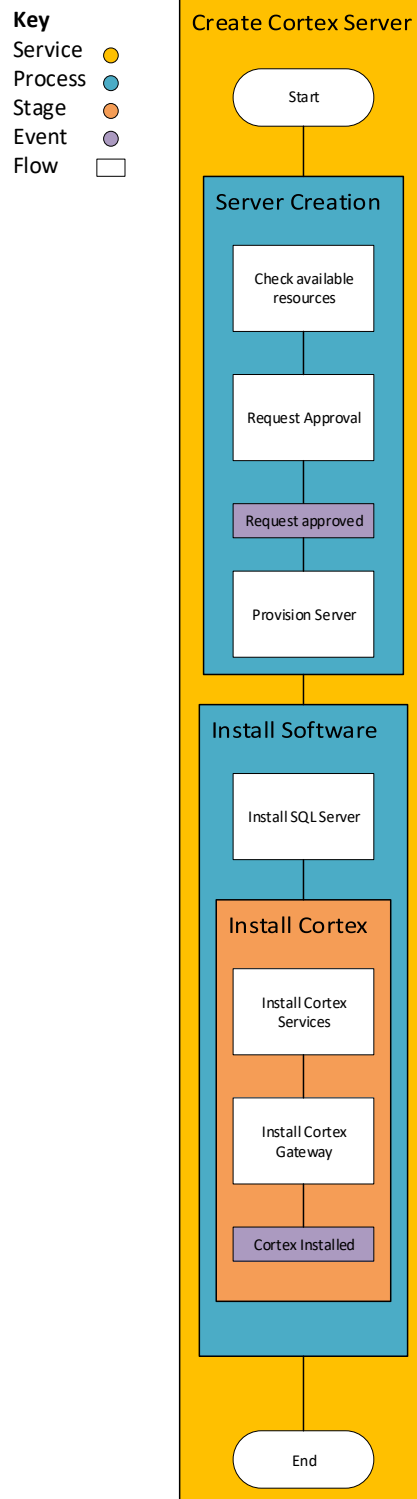 Key
Service
Process
Stage
Event
Flow
Create Cortex Server
Start
Server Creation
Check available
resources
Request Approval
Request approved
Provision Server
Install Software
Install SQL Server
Install Cortex
Install Cortex
Services
Install Cortex
Gateway
Cortex Installed
End